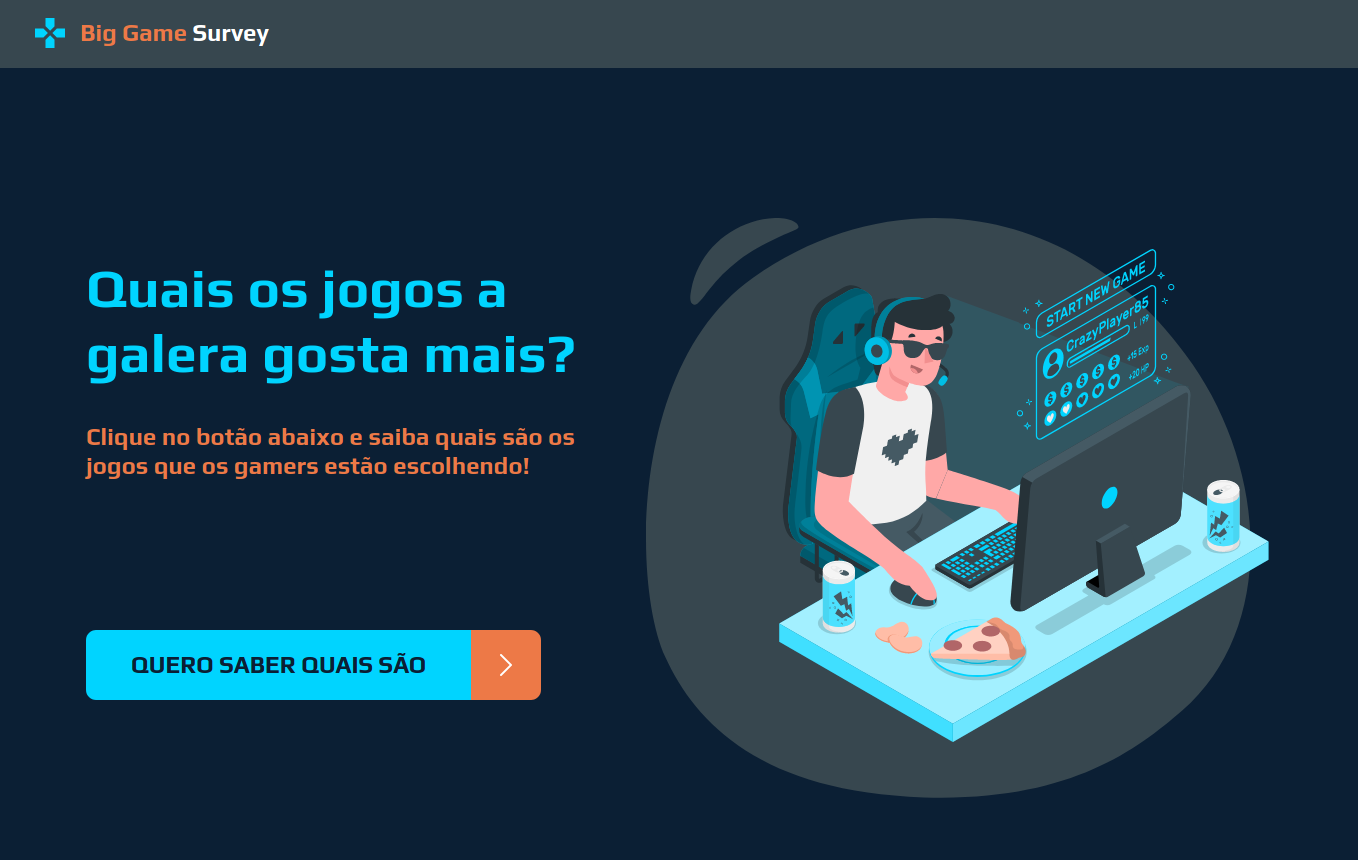 Big Game Survey
Quais os jogos a
galera gosta mais?
Clique no botão abaixo e saiba quais são os
jogos que os gamers estão escolhendo!
QUERO SABER QUAIS SÃO
START NEW GAME
CrazyPlayer85
L 199
+15 EXP
+20 HP